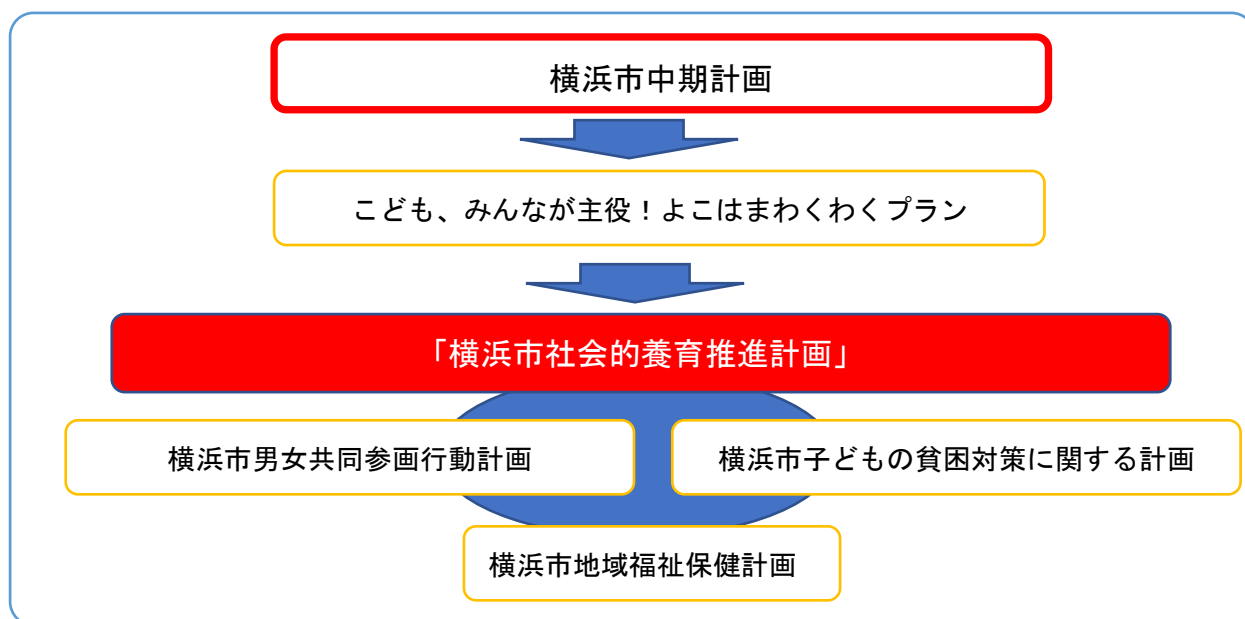 横浜市中期計画
こども、みんなが主役！よこはまわくわくプラン
「横浜市社会的養育推進計画」
横浜市男女共同参画行動計画
横浜市子どもの貧困対策に関する計画
横浜市地域福祉保健計画